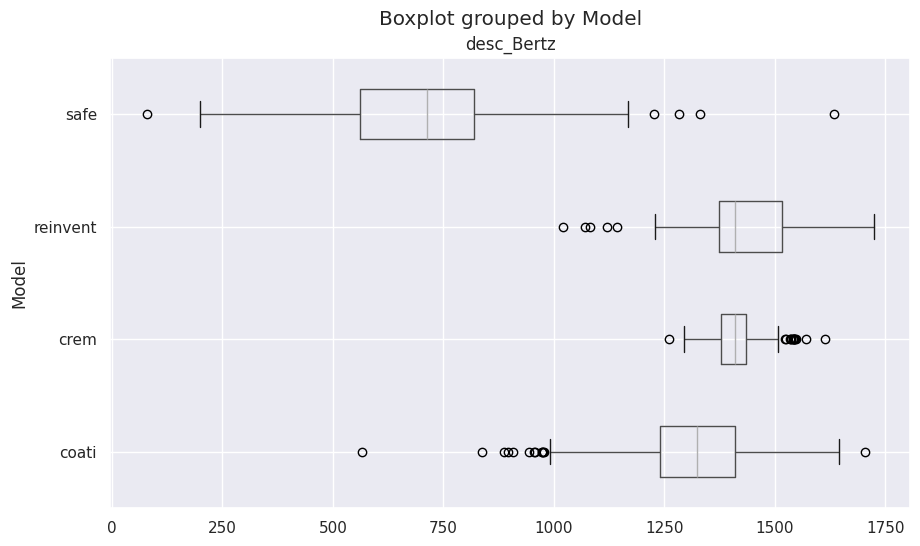 Boxplot grouped by Model
desc_Bertz
safe
reinvent
Model
crem
coati
0 250 500 750 1000 1250 1500 1750